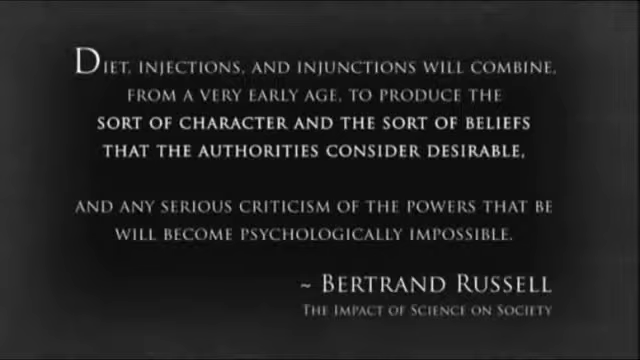 DIET, INJECTIONS, AND INJUNCTIONS WILL COMBINE,
FROM A VERY EARLY AGE, TO PRODUCE THE
SORT OF CHARACTER AND THE SORT OF BELIEFS
THAT THE AUTHORITIES CONSIDER DESIRABLE,
AND ANY SERIOUS CRITICISM OF THE POWERS THAT BE
WILL BECOME PSYCHOLOGICALLY IMPOSSIBLE.
~ BERTRAND RUSSELL
THE IMPACT OF SCIENCE ON SOCIETY